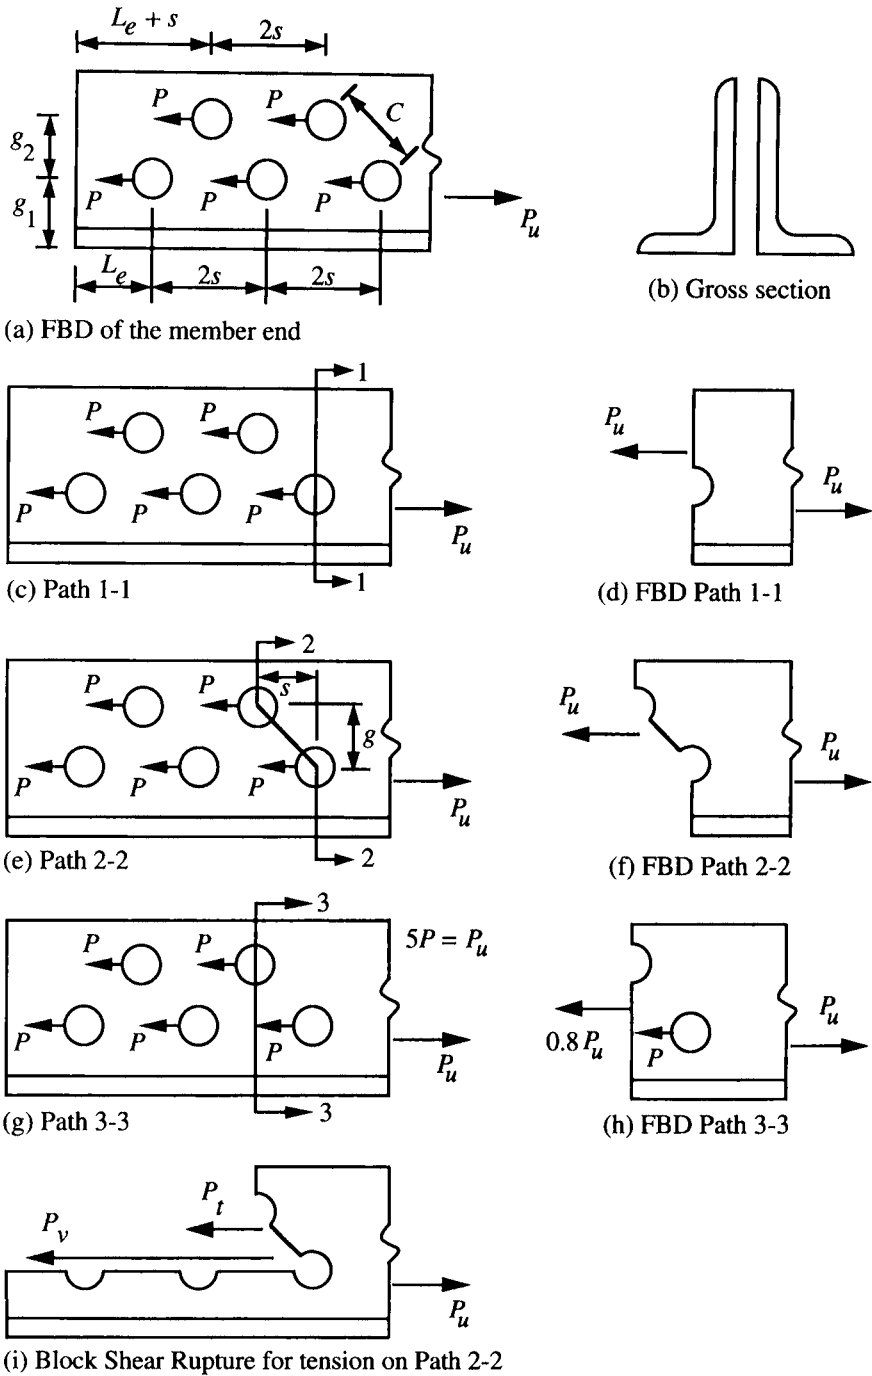 L_e + s
2s
P P C
g_2
P P P
g_1
P_u
L_e 2s 2s
(a) FBD of the member end
(b) Gross section
1
P P
P P P
P_u
1
(c) Path 1-1
P_u
P_u
(d) FBD Path 1-1
2
P P s
g
P P P
P_u
2
(e) Path 2-2
P_u
P_u
(f) FBD Path 2-2
3
P P 5P = P_u
P P P
P_u
3
(g) Path 3-3
P_u
0.8 P_u P
(h) FBD Path 3-3
P_t
P_v
P_u
(i) Block Shear Rupture for tension on Path 2-2